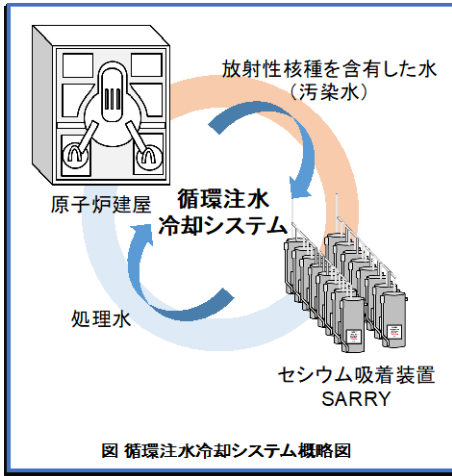 放射性核種を含有した水
（汚染水）
原子炉建屋
循環注水
冷却システム
処理水
セシウム吸着装置
SARRY
図 循環注水冷却システム概略図